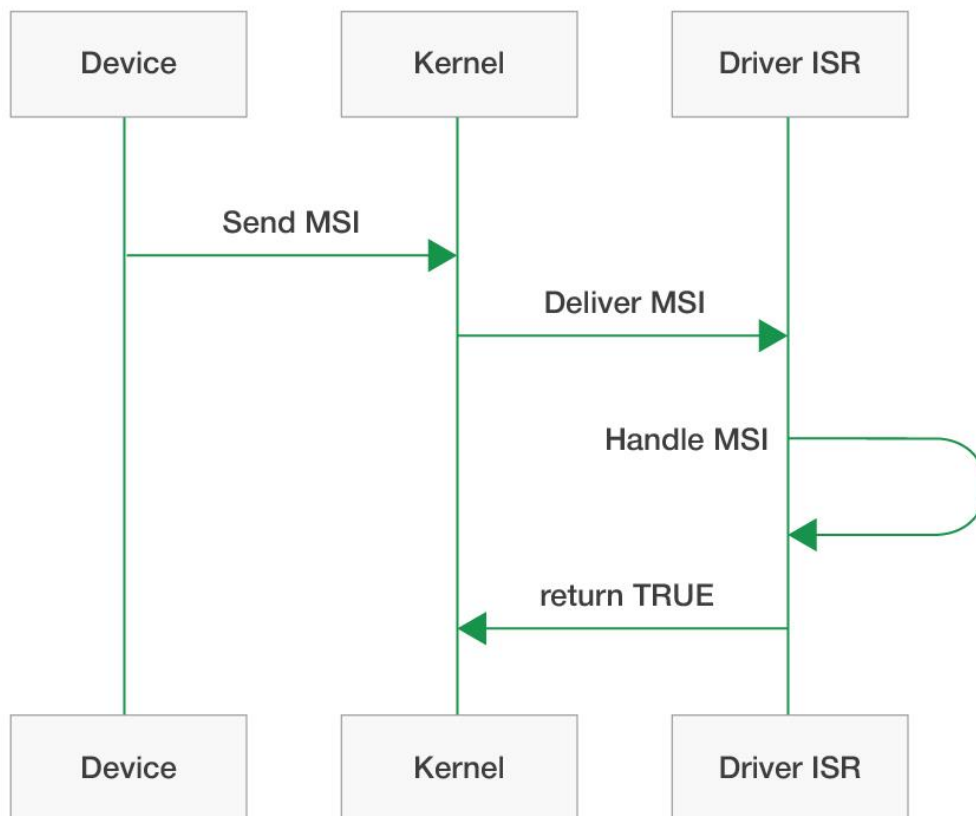 Device
Kernel
Driver ISR
Send MSI
Deliver MSI
Handle MSI
return TRUE
Device
Kernel
Driver ISR